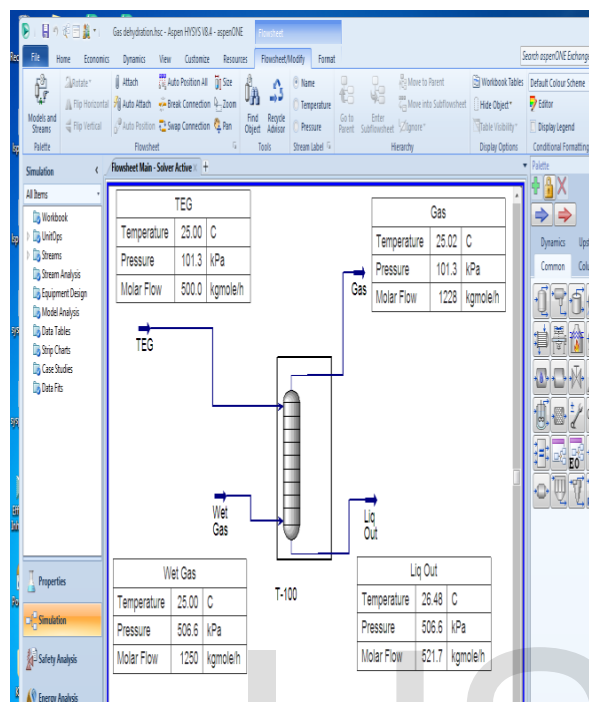 Gas dehydration.hsc - Aspen HYSYS V8.4 - aspenONE
Flowsheet
File Home Economics Dynamics View Customize Resources Flowsheet/Modify Format
Search aspenONE Exchange
Models and Streams
Rotate
Flip Horizontal
Flip Vertical
Palette
Attach
Auto Attach
Auto Position
Auto Position All
Break Connection
Swap Connection
Size
Zoom
Pan
Flowsheet
Find Object
Recycle Advisor
Tools
Name
Temperature
Pressure
Stream Label
Go to Parent
Enter Subflowsheet
Move to Parent
Move into Subflowsheet
Ignore
Hierarchy
Workbook Tables
Hide Object
Table Visibility
Display Options
Default Colour Scheme
Editor
Display Legend
Conditional Formatting
Simulation
All Items
Workbook
UnitOps
Streams
Stream Analysis
Equipment Design
Model Analysis
Data Tables
Strip Charts
Case Studies
Data Fits
Properties
Simulation
Safety Analysis
Energy Analysis
Flowsheet Main - Solver Active
TEG
Temperature 25.00 C
Pressure 101.3 kPa
Molar Flow 500.0 kgmole/h
Gas
Temperature 25.02 C
Pressure 101.3 kPa
Molar Flow 1228 kgmole/h
TEG
Gas
Wet
Gas
Liq
Out
T-100
Wet Gas
Temperature 25.00 C
Pressure 506.6 kPa
Molar Flow 1250 kgmole/h
Liq Out
Temperature 26.48 C
Pressure 506.6 kPa
Molar Flow 521.7 kgmole/h
Palette
Dynamics
Common
EO